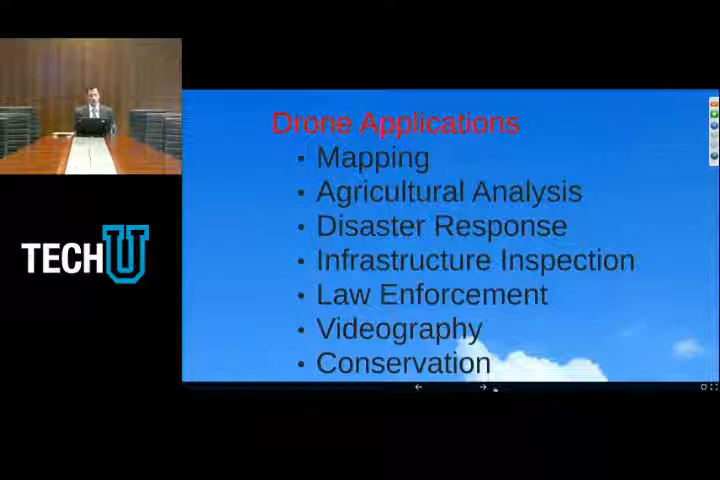 Drone Applications
• Mapping
• Agricultural Analysis
• Disaster Response
• Infrastructure Inspection
• Law Enforcement
• Videography
• Conservation
TECHU